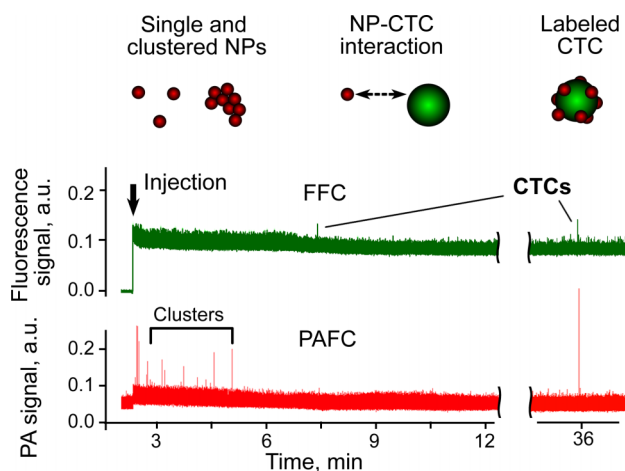 Single and
clustered NPs
NP-CTC
interaction
Labeled
CTC
Fluorescence
signal, a.u.
0.2
0.1
0.0
Injection
FFC
CTCs
PA signal, a.u.
0.2
0.1
0.0
Clusters
PAFC
3
6
9
12
36
Time, min